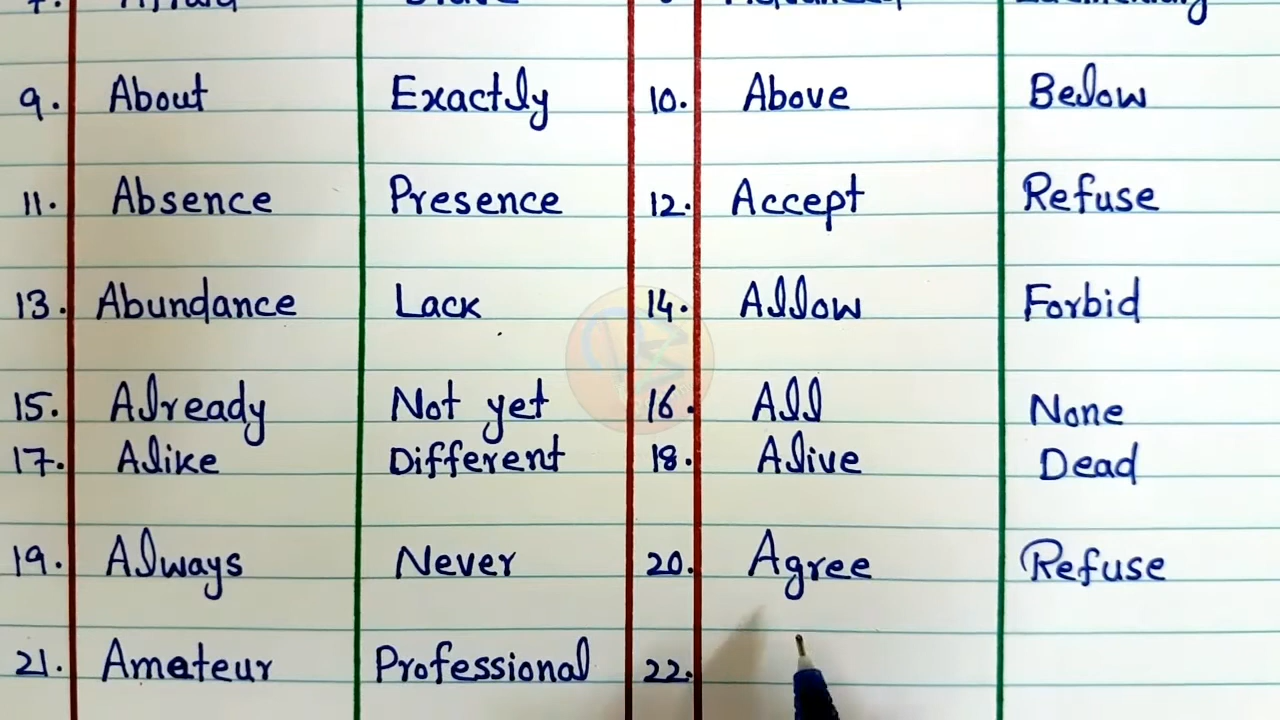 9. About Exactly 10. Above Below
11. Absence Presence 12. Accept Refuse
13. Abundance Lack 14. Allow Forbid
15. Already Not yet 16. All None
17. Alike Different 18. Alive Dead
19. Always Never 20. Agree Refuse
21. Amateur Professional 22.